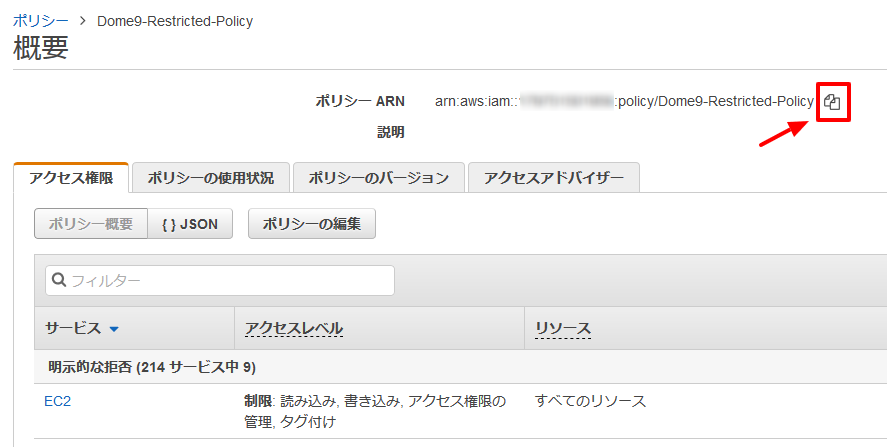 ポリシー > Dome9-Restricted-Policy
概要
ポリシー ARN arn:aws:iam:: :policy/Dome9-Restricted-Policy
説明
アクセス権限 ポリシーの使用状況 ポリシーのバージョン アクセスアドバイザー
ポリシー概要 { } JSON ポリシーの編集
フィルター
サービス アクセスレベル リソース
明示的な拒否 (214 サービス中 9)
EC2 制限: 読み込み, 書き込み, アクセス権限の すべてのリソース
管理, タグ付け